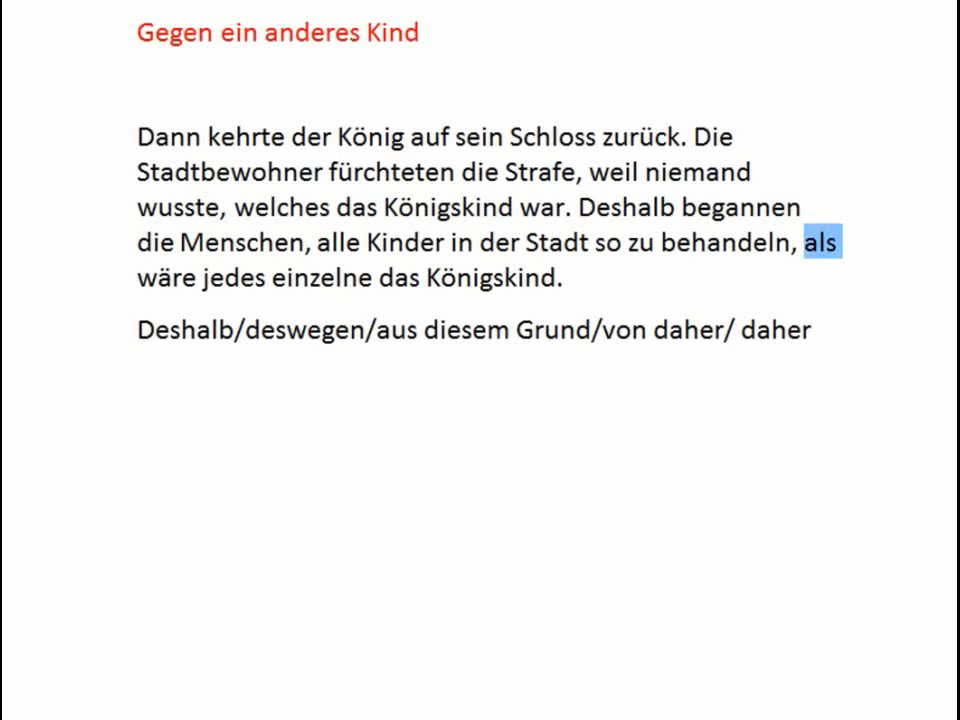 Gegen ein anderes Kind
Dann kehrte der König auf sein Schloss zurück. Die
Stadtbewohner fürchteten die Strafe, weil niemand
wusste, welches das Königskind war. Deshalb begannen
die Menschen, alle Kinder in der Stadt so zu behandeln, als
wäre jedes einzelne das Königskind.
Deshalb/deswegen/aus diesem Grund/von daher/ daher